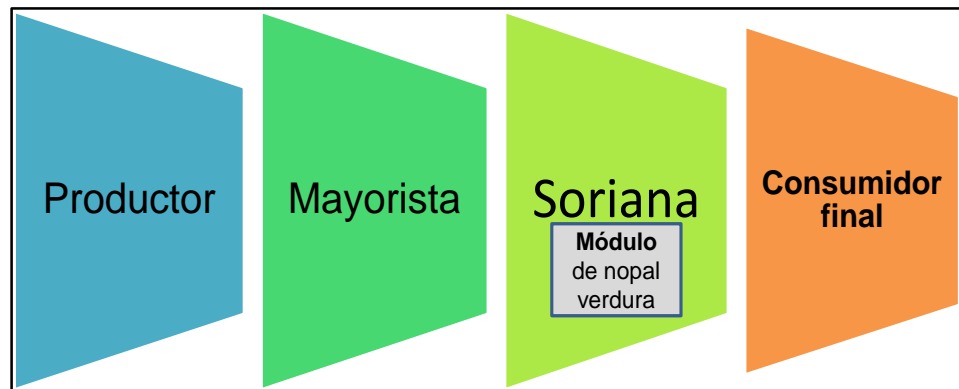 Productor
Mayorista
Soriana
Módulo
de nopal
verdura
Consumidor
final